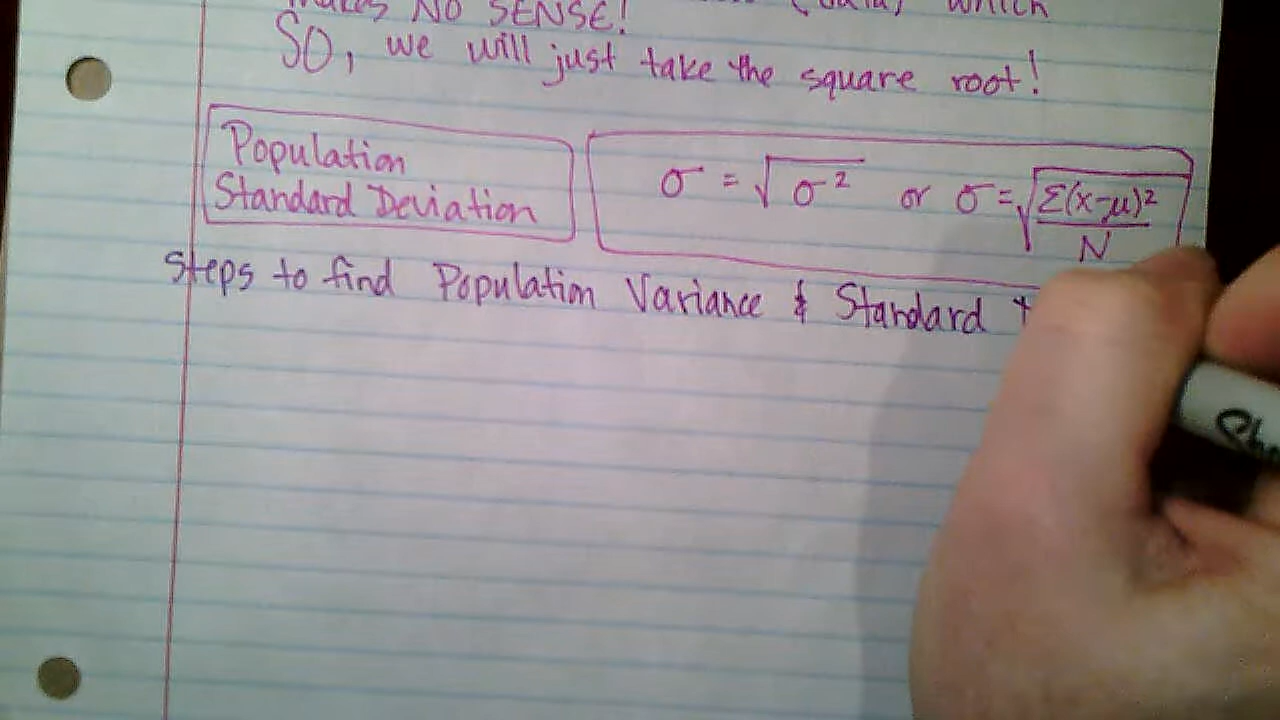 NO SENSE! which
So, we will just take the square root!
Population
Standard Deviation
σ = √σ² or σ = √Σ(x-μ)²/N
Steps to find Population Variance & Standard